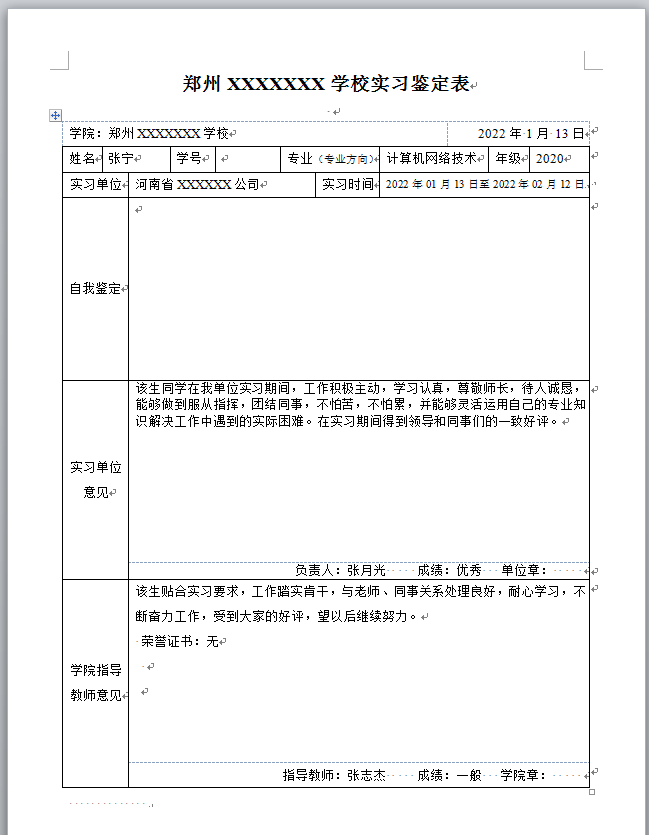 郑州 XXXXXXX 学校实习鉴定表
学院：郑州 XXXXXXX 学校 2022 年 1 月 13 日
姓名 张宁 学号 专业（专业方向） 计算机网络技术 年级 2020
实习单位 河南省 XXXXXX 公司 实习时间 2022 年 01 月 13 日至 2022 年 02 月 12 日.
自我鉴定
该生同学在我单位实习期间，工作积极主动，学习认真，尊敬师长，待人诚恳，
能够做到服从指挥，团结同事，不怕苦，不怕累，并能够灵活运用自己的专业知
识解决工作中遇到的实际困难。在实习期间得到领导和同事们的一致好评。
实习单位
意见
负责人：张月光 成绩：优秀 单位章：
该生贴合实习要求，工作踏实肯干，与老师、同事关系处理良好，耐心学习，不
断奋力工作，受到大家的好评，望以后继续努力。
荣誉证书：无
学院指导
教师意见
指导教师：张志杰 成绩：一般 学院章：